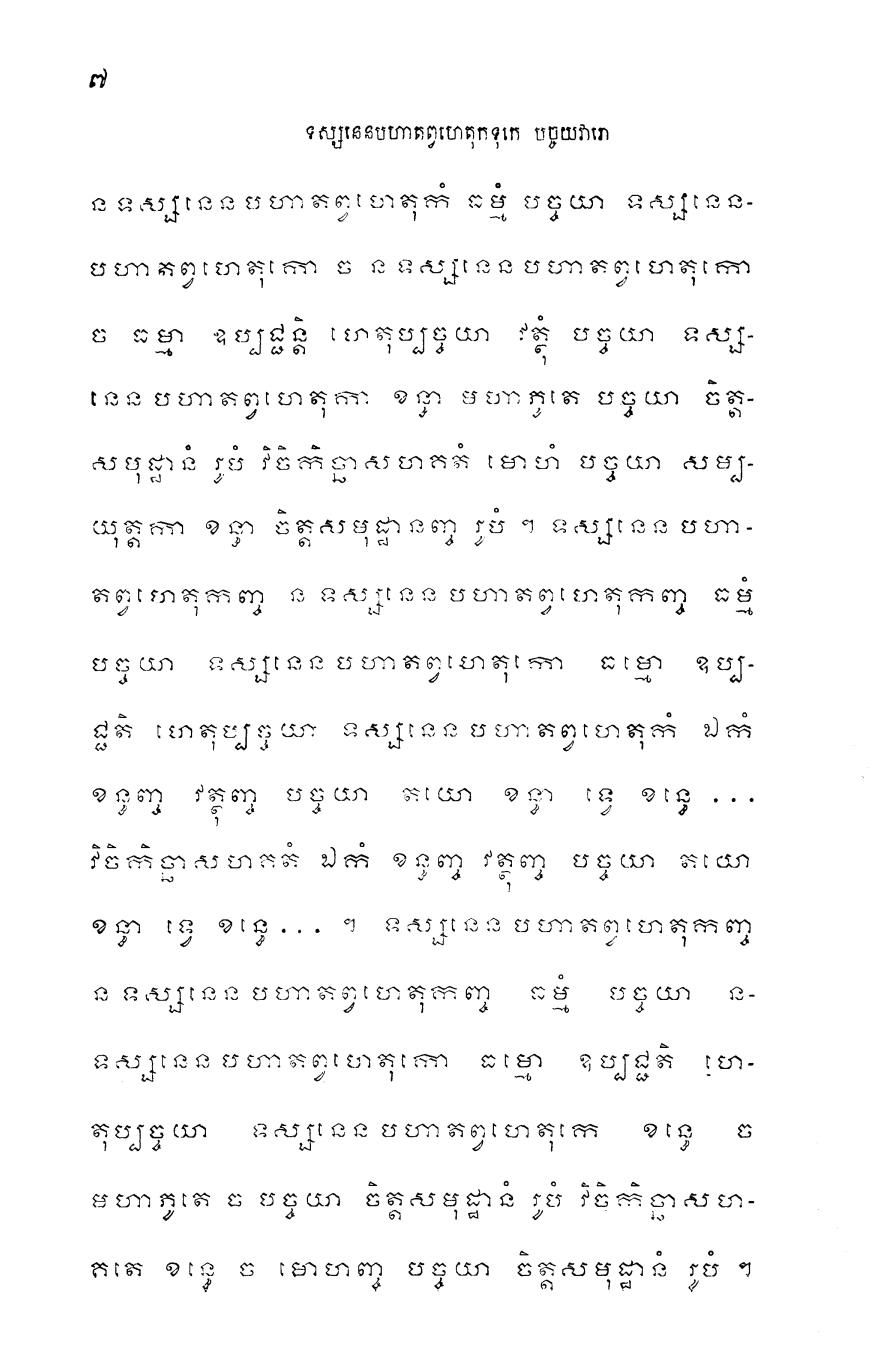 ៧
ទស្សនេនបហាតព្វហេតុកទុកេ បច្ចយវារោ
ន ទស្សនេនបហាតព្វហេតុកំ ធម្មំ បច្ចយា ទស្សនេន-
បហាតព្វហេតុកោ ច ន ទស្សនេនបហាតព្វហេតុកោ
ច ធម្មា ឧប្បជ្ជន្តិ ហេតុប្បច្ចយា វត្ថុំ បច្ចយា ទស្ស-
នេនបហាតព្វហេតុកា ខន្ធា មហាភូតេ បច្ចយា ចិត្ត-
សមុដ្ឋានំ រូបំ វិចិកិច្ឆាសហគតំ មោហំ បច្ចយា សម្ប-
យុត្តកា ខន្ធា ចិត្តសមុដ្ឋានញ្ច រូបំ ។ ទស្សនេនបហា-
តព្វហេតុកញ្ច ន ទស្សនេនបហាតព្វហេតុកញ្ច ធម្មំ
បច្ចយា ទស្សនេនបហាតព្វហេតុកោ ធម្មោ ឧប្ប-
ជ្ជតិ ហេតុប្បច្ចយា ទស្សនេនបហាតព្វហេតុកំ ឯកំ
ខន្ធញ្ច វត្ថុញ្ច បច្ចយា តយោ ខន្ធា ទ្វេ ខន្ធេ ...
វិចិកិច្ឆាសហគតំ ឯកំ ខន្ធញ្ច វត្ថុញ្ច បច្ចយា តយោ
ខន្ធា ទ្វេ ខន្ធេ ... ។ ទស្សនេនបហាតព្វហេតុកញ្ច
ន ទស្សនេនបហាតព្វហេតុកញ្ច ធម្មំ បច្ចយា ន-
ទស្សនេនបហាតព្វហេតុកោ ធម្មោ ឧប្បជ្ជតិ ហេ-
តុប្បច្ចយា ទស្សនេនបហាតព្វហេតុកេ ខន្ធេ ច
មហាភូតេ ច បច្ចយា ចិត្តសមុដ្ឋានំ រូបំ វិចិកិច្ឆាសហ-
គតេ ខន្ធេ ច មោហញ្ច បច្ចយា ចិត្តសមុដ្ឋានំ រូបំ ។